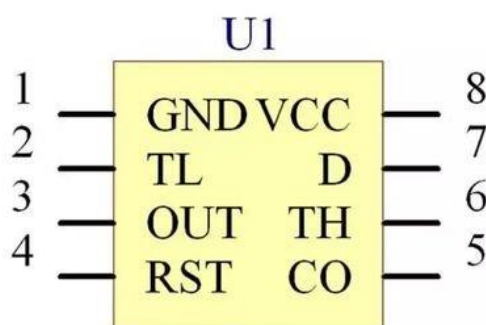 U1
1 GND VCC 8
2 TL D 7
3 OUT TH 6
4 RST CO 5